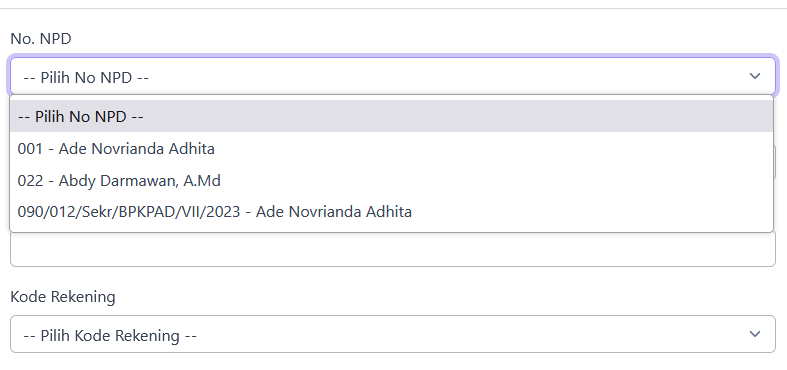 No. NPD
-- Pilih No NPD --
-- Pilih No NPD --
001 - Ade Novrianda Adhita
022 - Abdy Darmawan, A.Md
090/012/Sekr/BPKPAD/VII/2023 - Ade Novrianda Adhita
Kode Rekening
-- Pilih Kode Rekening --